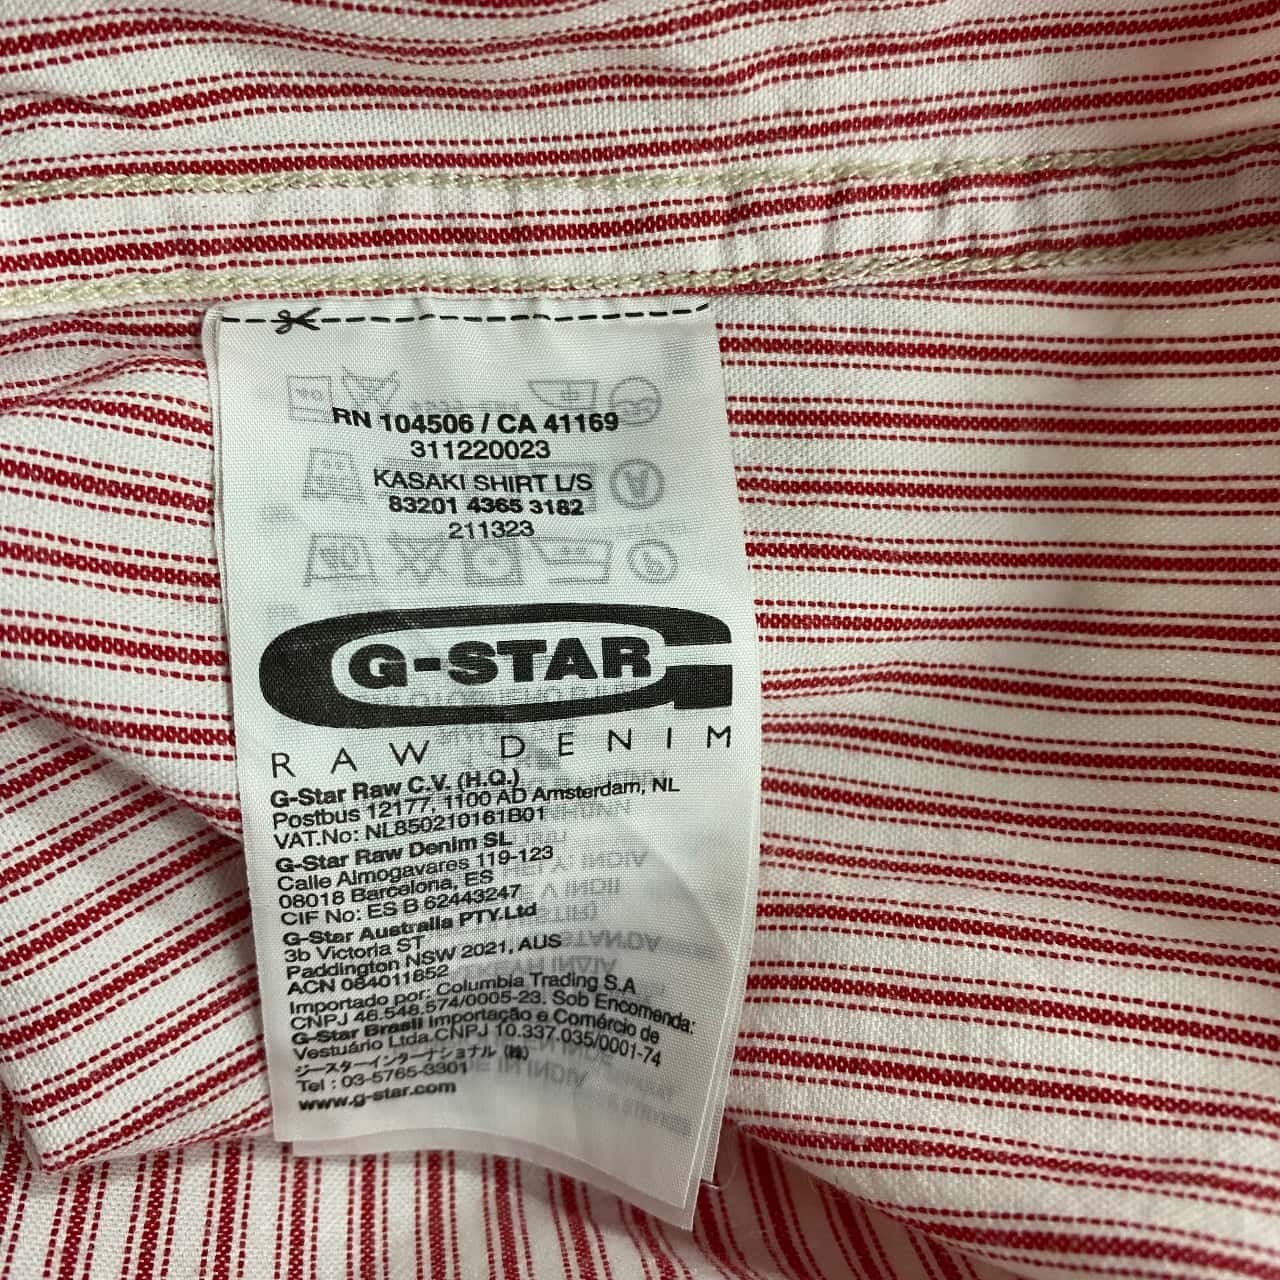 RN 104506 / CA 41169
311220023
KASAKI SHIRT L/S
83201 4365 3182
211323
G-STAR
RAW DENIM
G-Star Raw C.V. (H.Q.)
Postbus 12177, 1100 AD Amsterdam, NL
VAT.No: NL850210161B01
G-Star Raw Denim SL
Calle Almogavares 119-123
08018 Barcelona, ES
CIF No: ES B 62443247
G-Star Australia PTY.Ltd
3b Victoria ST
Paddington NSW 2021, AUS
ACN 084011852
Importado por: Columbia Trading S.A
CNPJ 46.548.574/0005-23. Sob Encomenda:
G-Star Brasil Importação e Comércio de
Vestuário Ltda.CNPJ 10.337.035/0001-74
ジースターインターナショナル (株)
Tel : 03-5765-3301
www.g-star.com